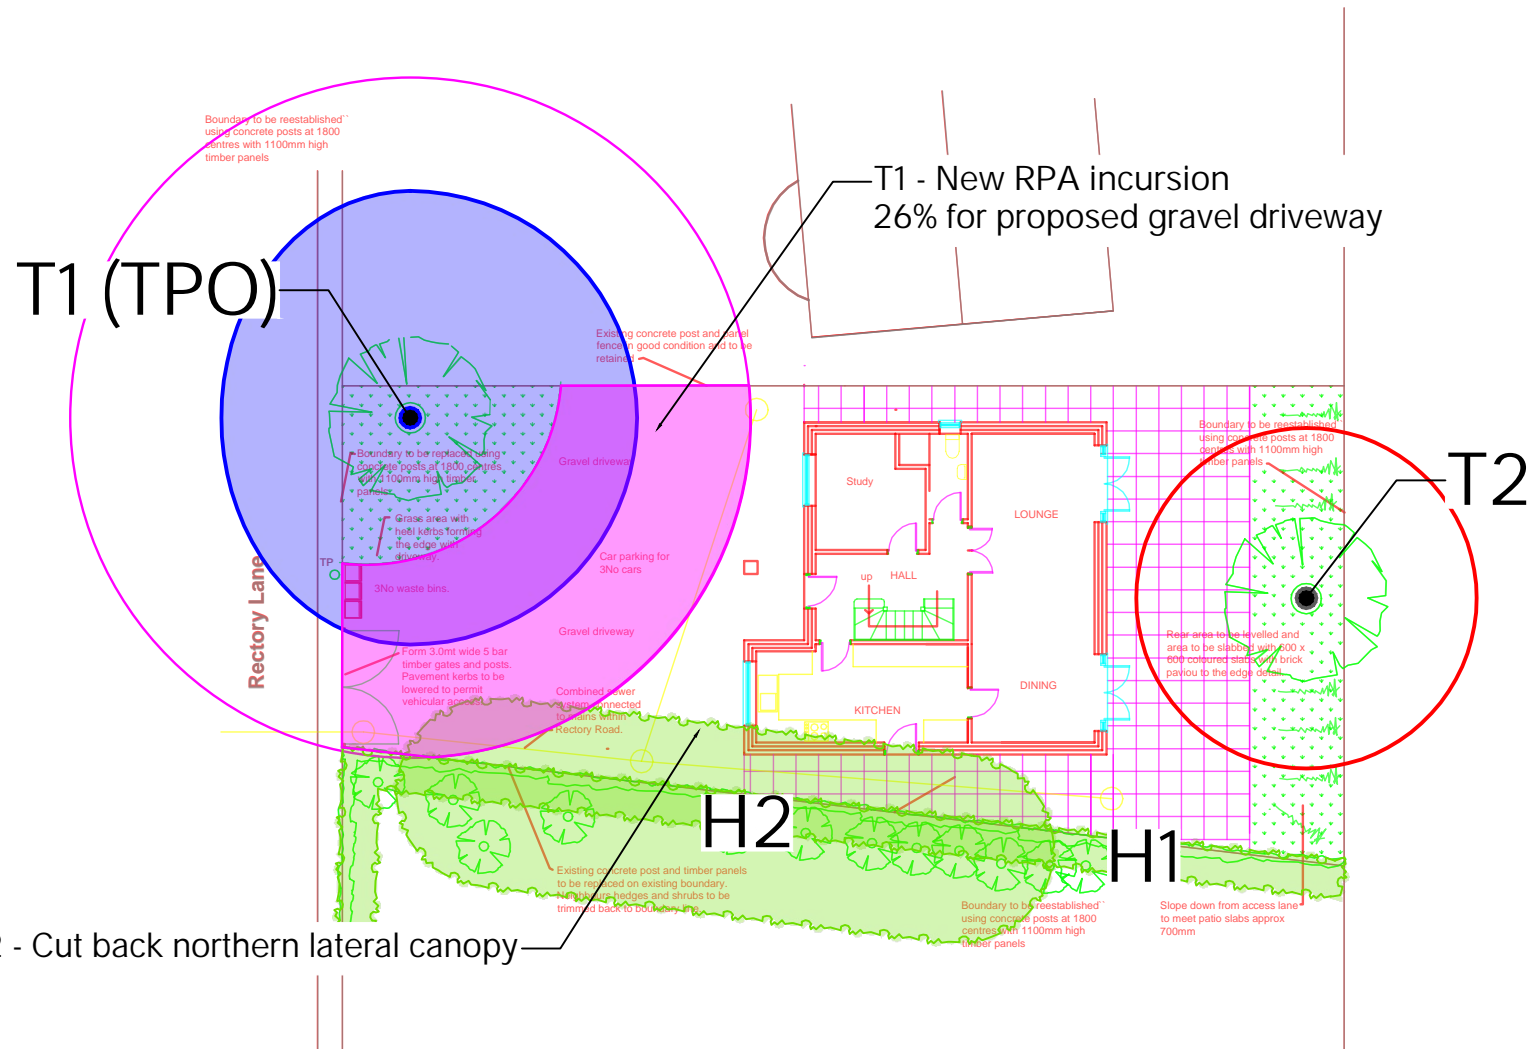 Boundary to be reestablished``
using concrete posts at 1800
centres with 1100mm high
timber panels
T1 - New RPA incursion
26% for proposed gravel driveway
T1 (TPO)
Existing concrete post and panel
fence in good condition and to be
retained
Boundary to be replaced using
concrete posts at 1800 centres
with 1100mm high timber
panels
Gravel driveway
Grass area with
heel kerbs forming
the edge with
driveway.
TP
3No waste bins.
Car parking for
3No cars
Gravel driveway
Rectory Lane
Form 3.0mt wide 5 bar
timber gates and posts.
Pavement kerbs to be
lowered to permit
vehicular access.
Combined sewer
system connected
to mains within
Rectory Road.
Study
LOUNGE
up
HALL
DINING
KITCHEN
Boundary to be reestablished
using concrete posts at 1800
centres with 1100mm high
timber panels
T2
Rear area to be levelled and
area to be slabbed with 600 x
600 coloured slabs with brick
paviou to the edge detail.
H2
H1
Existing concrete post and timber panels
to be replaced on existing boundary.
Neighbours hedges and shrubs to be
trimmed back to boundary line.
Boundary to be reestablished``
using concrete posts at 1800
centres with 1100mm high
timber panels
Slope down from access lane
to meet patio slabs approx
700mm
- Cut back northern lateral canopy